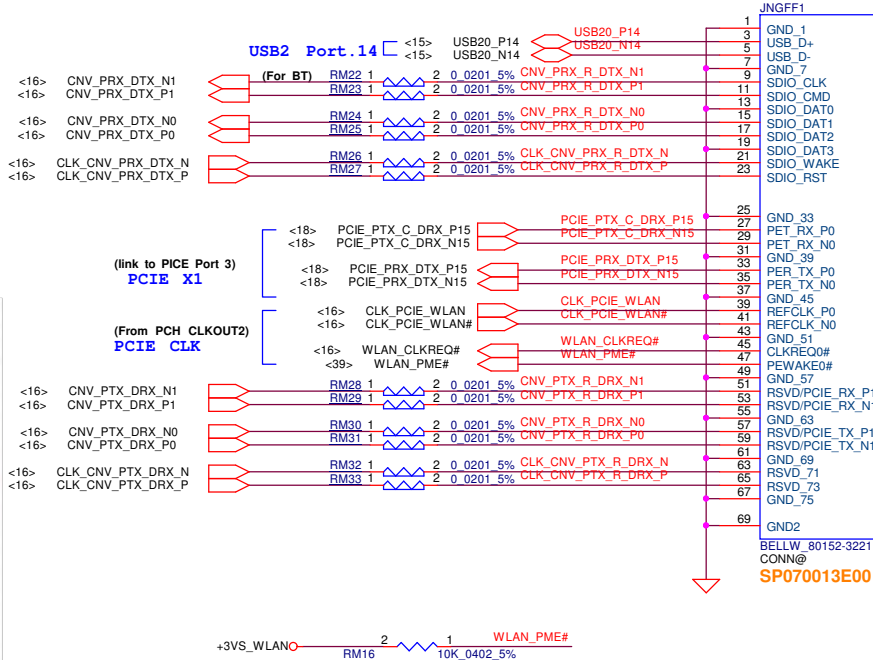 JNGFF1
1 GND_1
<15> USB20_P14 USB20_P14 3 USB_D+
USB2 Port.14 <15> USB20_N14 USB20_N14 5 USB_D-
7 GND_7
(For BT)
<16> CNV_PRX_DTX_N1 RM22 1 2 0_0201_5% CNV_PRX_R_DTX_N1 9 SDIO_CLK
<16> CNV_PRX_DTX_P1 RM23 1 2 0_0201_5% CNV_PRX_R_DTX_P1 11 SDIO_CMD
13 SDIO_DAT0
<16> CNV_PRX_DTX_N0 RM24 1 2 0_0201_5% CNV_PRX_R_DTX_N0 15 SDIO_DAT1
<16> CNV_PRX_DTX_P0 RM25 1 2 0_0201_5% CNV_PRX_R_DTX_P0 17 SDIO_DAT2
19 SDIO_DAT3
<16> CLK_CNV_PRX_DTX_N RM26 1 2 0_0201_5% CLK_CNV_PRX_R_DTX_N 21 SDIO_WAKE
<16> CLK_CNV_PRX_DTX_P RM27 1 2 0_0201_5% CLK_CNV_PRX_R_DTX_P 23 SDIO_RST
25 GND_33
<18> PCIE_PTX_C_DRX_P15 PCIE_PTX_C_DRX_P15 27 PET_RX_P0
<18> PCIE_PTX_C_DRX_N15 PCIE_PTX_C_DRX_N15 29 PET_RX_N0
31 GND_39
(link to PICE Port 3)
PCIE X1
<18> PCIE_PRX_DTX_P15 PCIE_PRX_DTX_P15 33 PER_TX_P0
<18> PCIE_PRX_DTX_N15 PCIE_PRX_DTX_N15 35 PER_TX_N0
37 GND_45
<16> CLK_PCIE_WLAN CLK_PCIE_WLAN 39 REFCLK_P0
<16> CLK_PCIE_WLAN# CLK_PCIE_WLAN# 41 REFCLK_N0
(From PCH CLKOUT2)
PCIE CLK
43 GND_51
<16> WLAN_CLKREQ# WLAN_CLKREQ# 45 CLKREQ0#
<39> WLAN_PME# WLAN_PME# 47 PEWAKE0#
49 GND_57
<16> CNV_PTX_DRX_N1 RM28 1 2 0_0201_5% CNV_PTX_R_DRX_N1 51 RSVD/PCIE_RX_P1
<16> CNV_PTX_DRX_P1 RM29 1 2 0_0201_5% CNV_PTX_R_DRX_P1 53 RSVD/PCIE_RX_N1
55 GND_63
<16> CNV_PTX_DRX_N0 RM30 1 2 0_0201_5% CNV_PTX_R_DRX_N0 57 RSVD/PCIE_TX_P1
<16> CNV_PTX_DRX_P0 RM31 1 2 0_0201_5% CNV_PTX_R_DRX_P0 59 RSVD/PCIE_TX_N1
61 GND_69
<16> CLK_CNV_PTX_DRX_N RM32 1 2 0_0201_5% CLK_CNV_PTX_R_DRX_N 63 RSVD_71
<16> CLK_CNV_PTX_DRX_P RM33 1 2 0_0201_5% CLK_CNV_PTX_R_DRX_P 65 RSVD_73
67 GND_75
69 GND2
BELLW_80152-3221
CONN@
SP070013E00
+3VS_WLAN 2 1 WLAN_PME#
RM16 10K_0402_5%